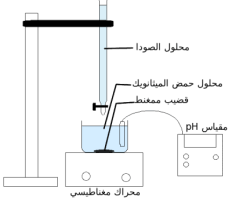 محلول الصودا
محلول حمض الميثانويك
قضيب ممغنط
مقياس pH
محراك مغناطيسي